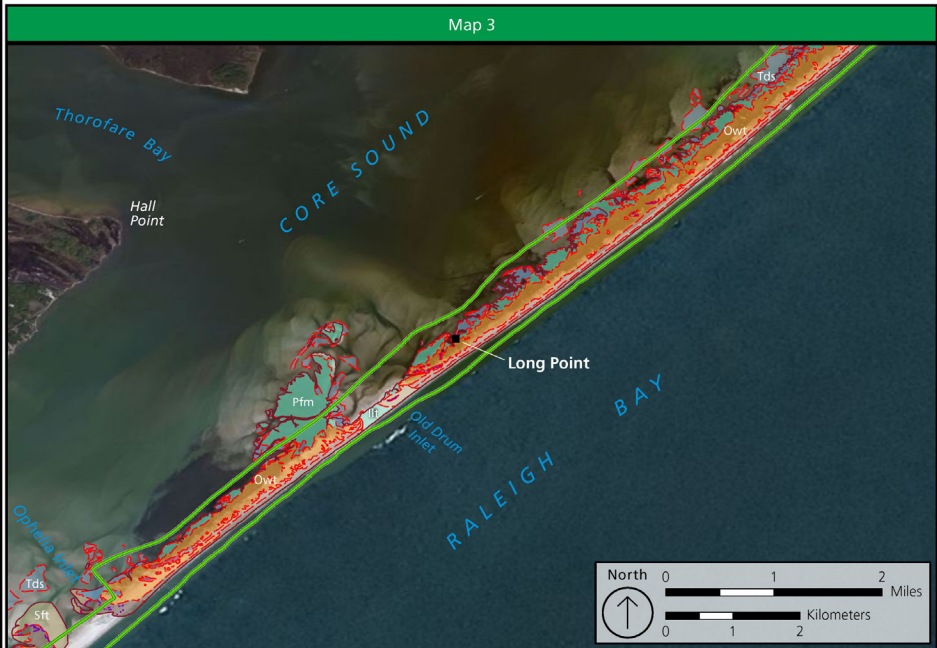 Map 3
Tds
Thorofare Bay
CORE SOUND
Owt
Hall
Point
Long Point
Pfm
Itf
Old Drum
Inlet
RALEIGH BAY
Owt
Ophelia Inlet
Tds
Sft
North
0 1 2
Miles
Kilometers
0 1 2